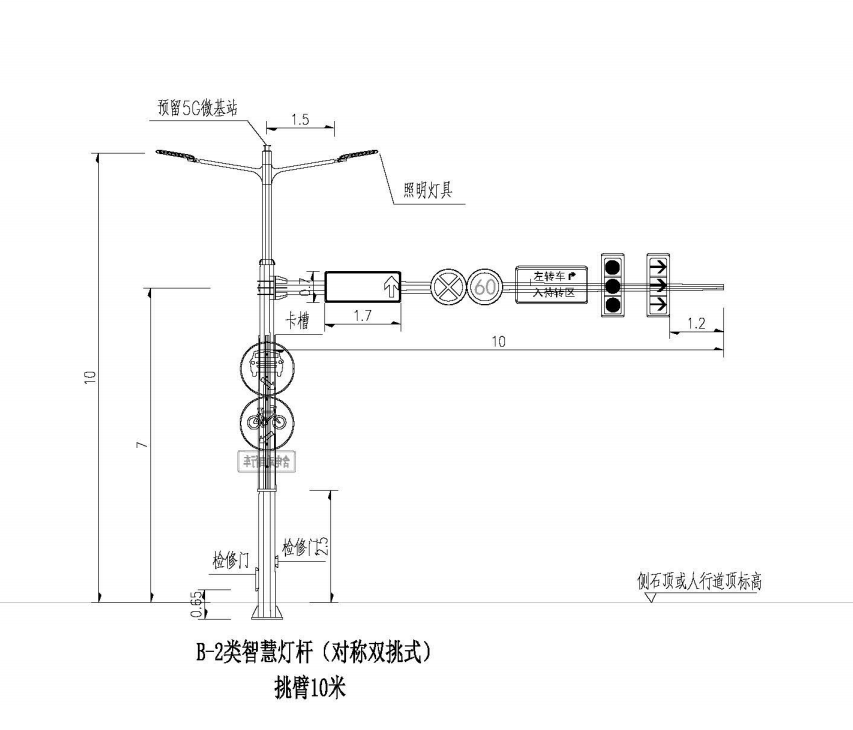 预留5G微基站
1.5
照明灯具
左转车
入待转区
60
1.7
卡槽
1.2
10
10
7
2.5
检修门
检修门
0.65
侧石顶或人行道顶标高
B-2类智慧灯杆（对称双挑式）
挑臂10米